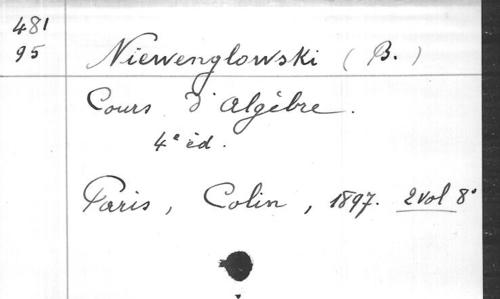 481
95
Niewenglowski (B.)
Cours d'algèbre.
4e éd.
Paris, Colin, 1897. 2 vol 8°